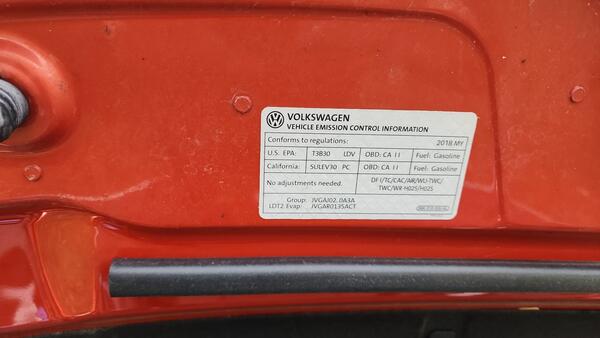 VOLKSWAGEN
VEHICLE EMISSION CONTROL INFORMATION
Conforms to regulations: 2018 MY
U.S. EPA: T3B30 LDV OBD: CA II Fuel: Gasoline
California: SULEV30 PC OBD: CA II Fuel: Gasoline
No adjustments needed. DFI/TC/CAC/AIR/WU-TWC/
TWC/WR-HO2S/HO2S
Group: JVGAJ02.0A3A
LDT2 Evap: JVGAR0135ACT